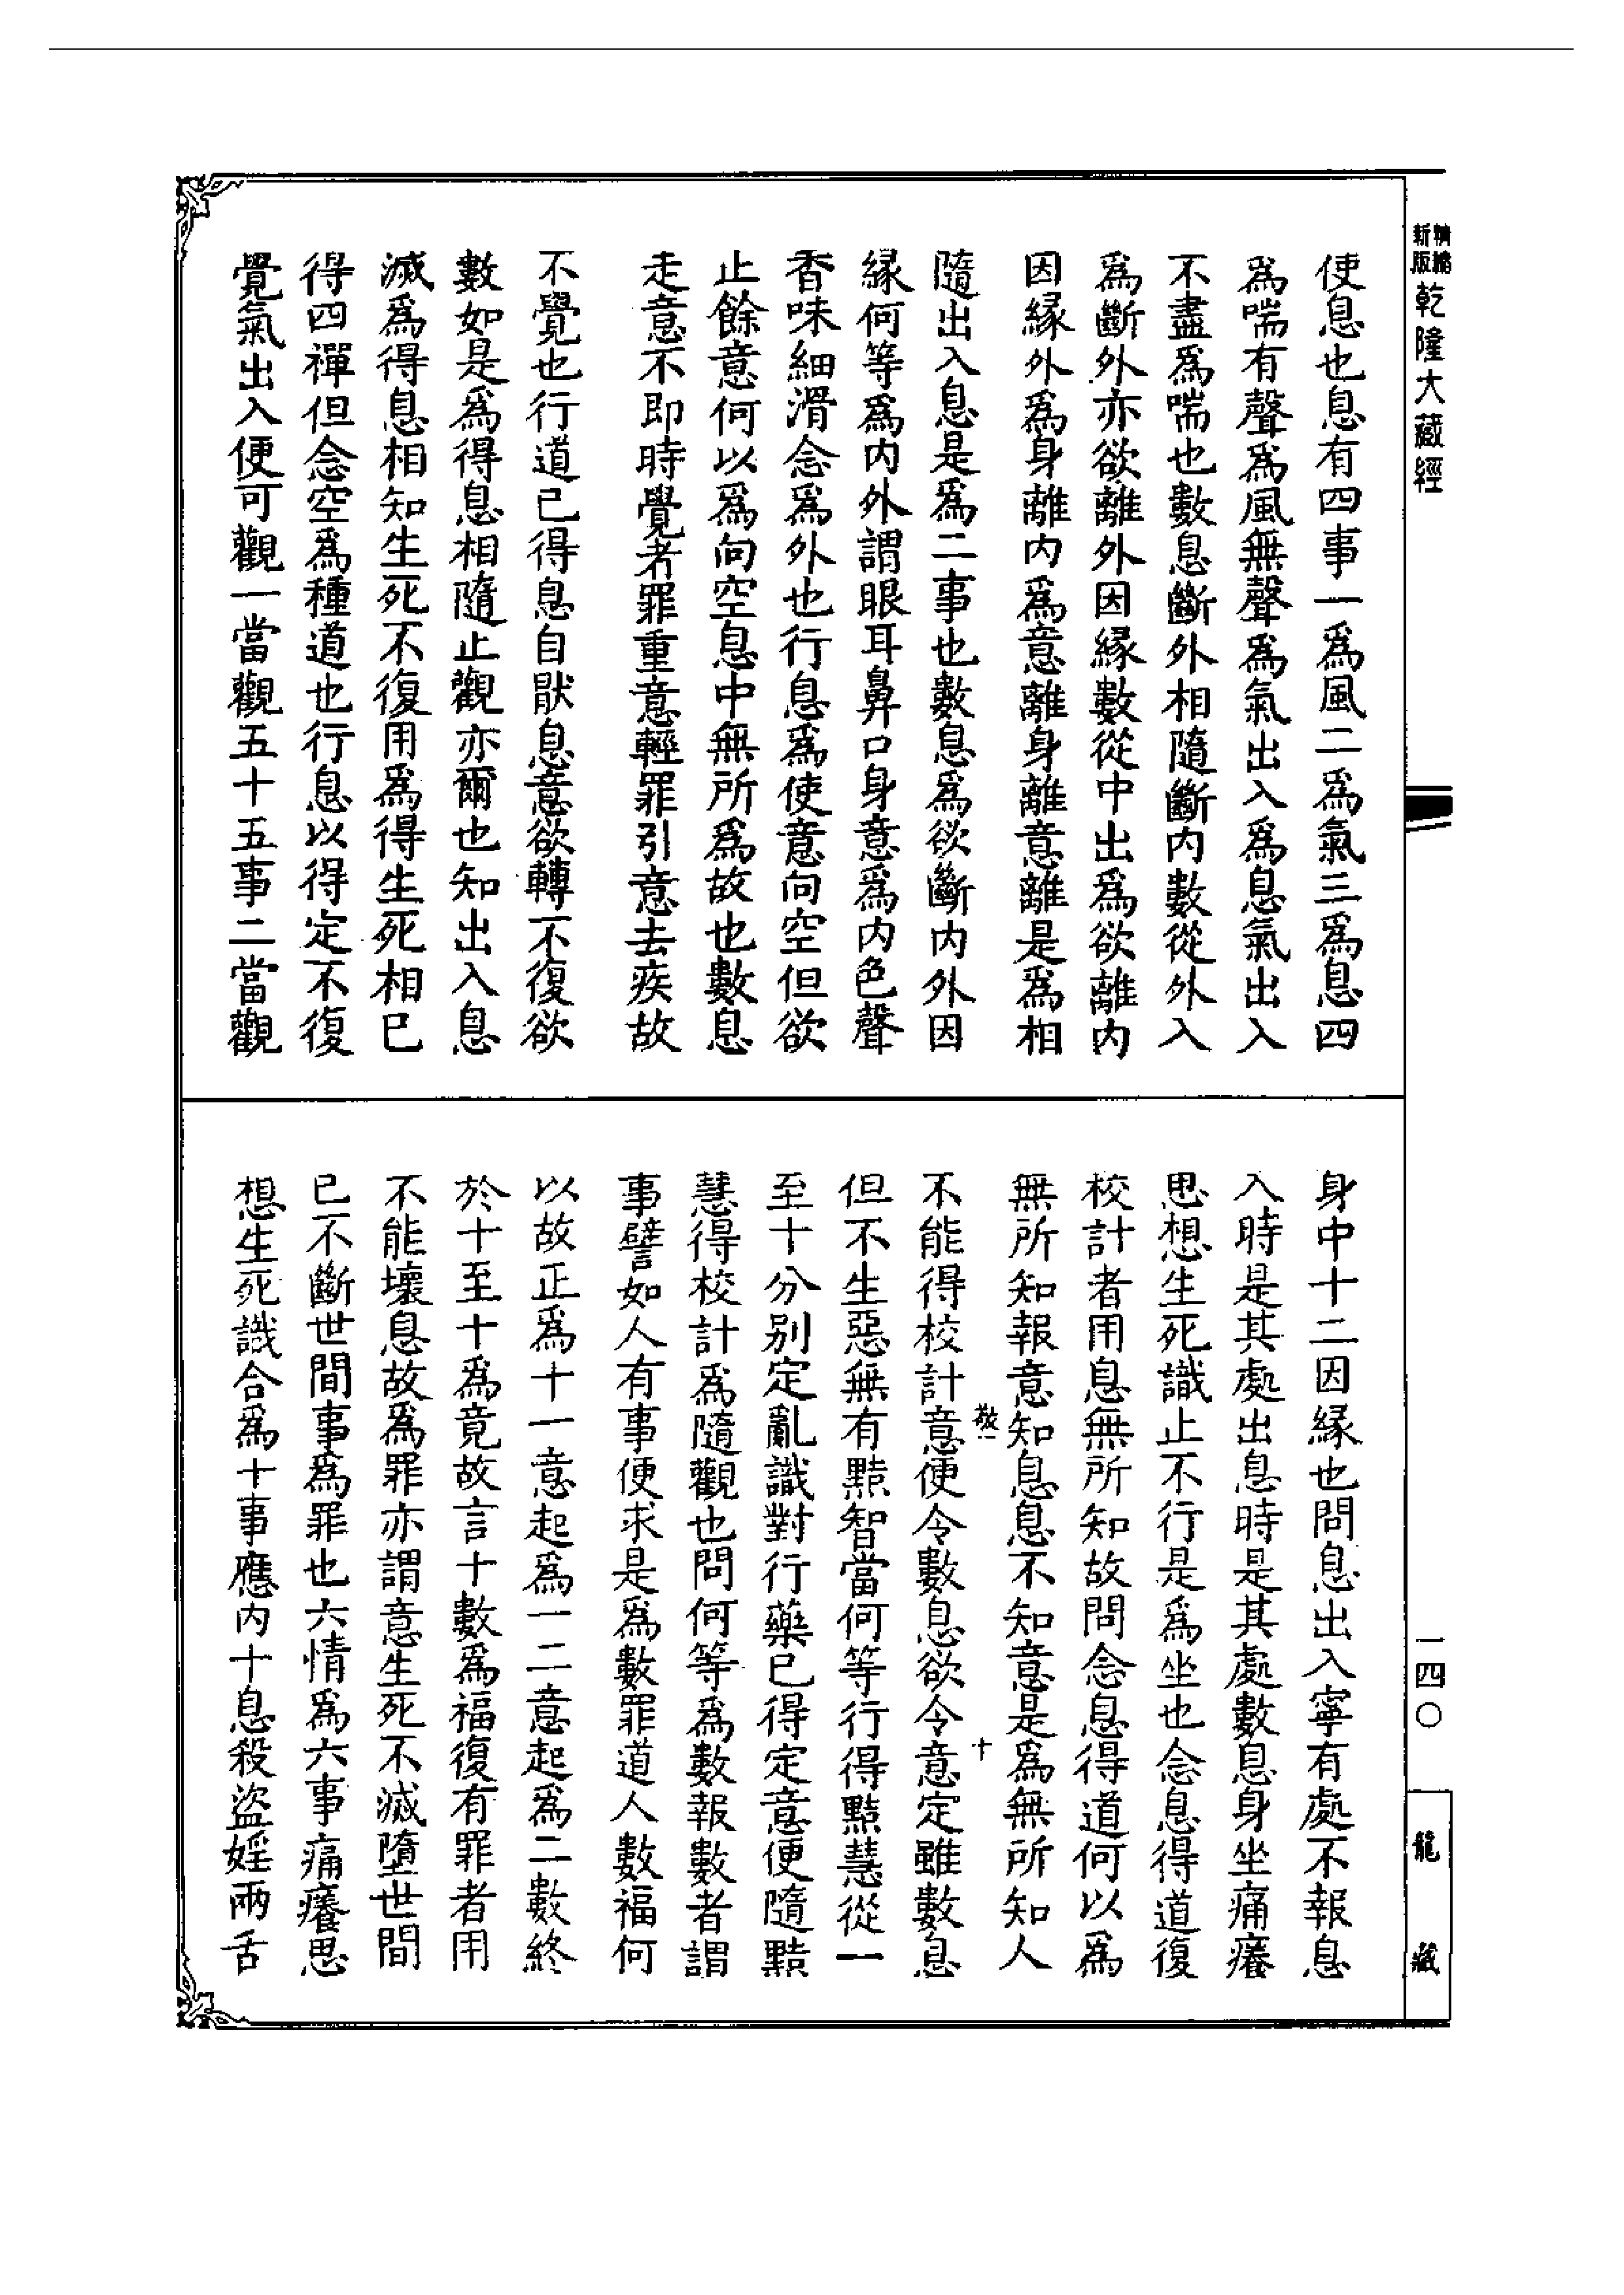 精縮
新版
乾隆大藏經
使息也息有四事一爲風二爲氣三爲息四
爲喘有聲爲風無聲爲氣出入爲息氣出入
不盡爲喘也數息斷外相隨斷內數從外入
爲斷外亦欲離外因緣數從中出爲欲離內
因緣外爲身離內爲意離身離意離是爲相
隨出入息是爲二事也數息爲欲斷內外因
緣何等爲內外謂眼耳鼻口身意爲內色聲
香味細滑念爲外也行息爲使意向空但欲
止餘意何以爲向空息中無所爲故也數息
走意不即時覺者罪重意輕罪引意去疾故
不覺也行道已得息自厭息意欲轉不復欲
數如是爲得息相隨止觀亦爾也知出入息
滅爲得息相知生死不復用爲得生死相已
得四禪但念空爲種道也行息以得定不復
覺氣出入便可觀一當觀五十五事二當觀
身中十二因緣也問息出入寧有處不報息
入時是其處出息時是其處數息身坐痛癢
思想生死識止不行是爲坐也念息得道復
校計者用息無所知故問念息得道何以爲
無所知報意知息息不知意是爲無所知人
不能得校計意便令數息欲令意定雖數息
敬一
十
但不生惡無有黠智當何等行得黠慧從一
至十分別定亂識對行藥已得定意便隨黠
慧得校計爲隨觀也問何等爲數報數者謂
事譬如人有事便求是爲數罪道人數福何
以故正爲十一意起爲一二意起爲二數終
於十至十爲竟故言十數爲福復有罪者用
不能壞息故爲罪亦謂意生死不滅墮世間
已不斷世間事爲罪也六情爲六事痛癢思
想生死識合爲十事應內十息殺盜婬兩舌
一四〇
龍藏